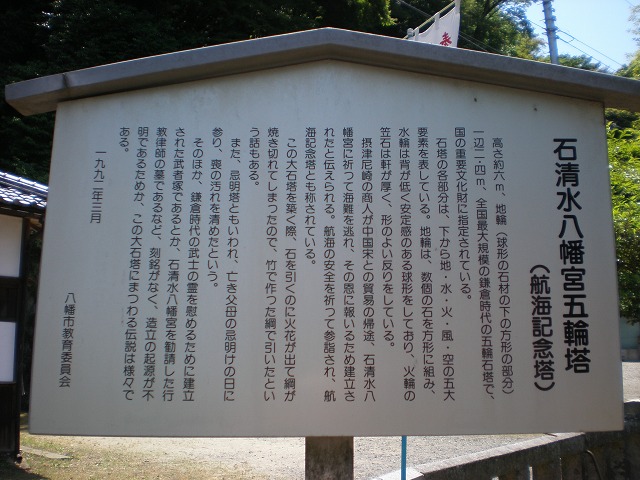 石清水八幡宮五輪塔
（航海記念塔）
高さ約六m、地輪（球形の石材の下の方形の部分）
一辺二・四m、全国最大規模の鎌倉時代の五輪石塔で、
国の重要文化財に指定されている。
石塔の各部分は、下から地・水・火・風・空の五大
要素を表している。地輪は、数個の石を方形に組み、
水輪は背が低く安定感のある球形をしており、火輪の
笠石は軒が厚く、形のよい反りをしている。
摂津尼崎の商人が中国宋との貿易の帰途、石清水八
幡宮に祈って海難を逃れ、その恩に報いるため建立さ
れたと伝えられる。航海の安全を祈って参詣され、航
海記念塔とも称されている。
この大石塔を築く際、石を引くのに火花が出て綱が
焼き切れてしまったので、竹で作った綱で引いたとい
う話もある。
また、忌明塔ともいわれ、亡き父母の忌明けの日に
参り、喪の汚れを清めたという。
そのほか、鎌倉時代の武士の霊を慰めるために建立
された武者塚であるとか、石清水八幡宮を勧請した行
教律師の墓であるなど、刻銘がなく、造立の起源が不
明であるためか、この大石塔にまつわる伝説は様々で
ある。
一九九二年三月
八幡市教育委員会
奉